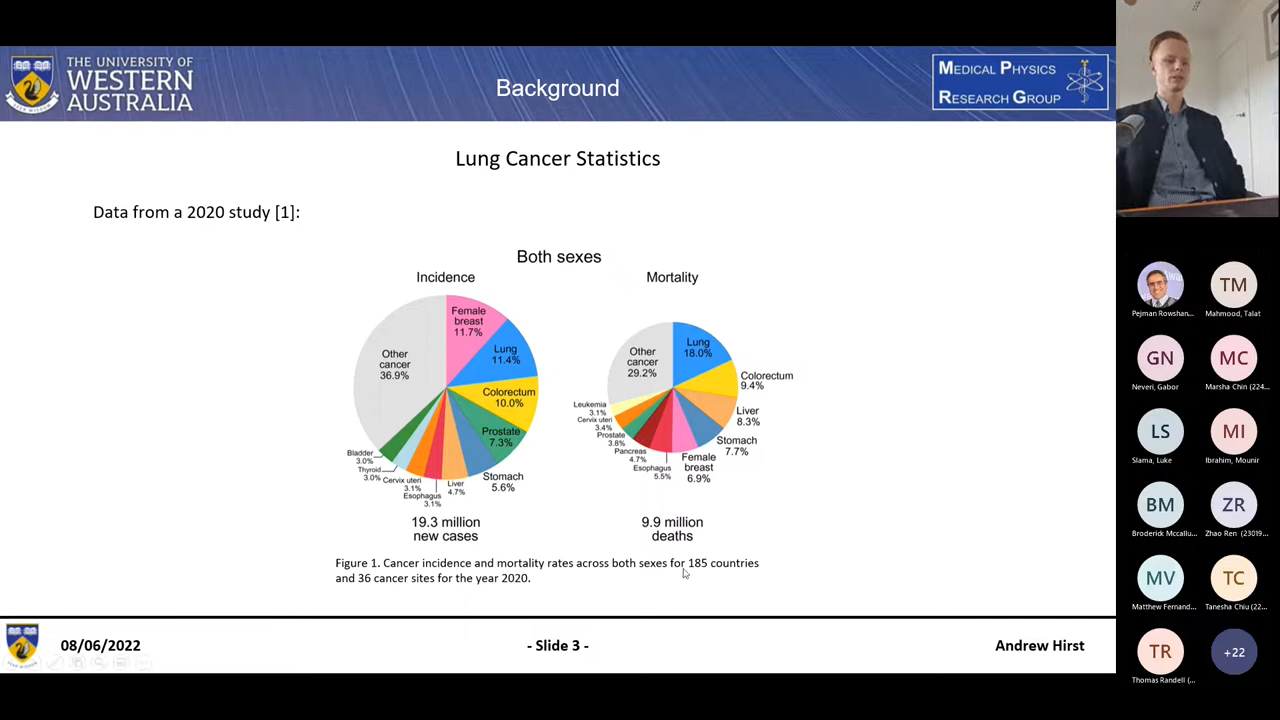 THE UNIVERSITY OF
WESTERN
AUSTRALIA
Background
MEDICAL PHYSICS
RESEARCH GROUP
Lung Cancer Statistics
Data from a 2020 study [1]:
Both sexes
Incidence
Mortality
Female
breast
11.7%
Lung
11.4%
Colorectum
10.0%
Prostate
7.3%
Stomach
5.6%
Liver
4.7%
Esophagus
3.1%
Cervix uteri
3.1%
Thyroid
3.0%
Bladder
3.0%
Other
cancer
36.9%
19.3 million
new cases
Lung
18.0%
Colorectum
9.4%
Liver
8.3%
Stomach
7.7%
Female
breast
6.9%
Esophagus
5.5%
Pancreas
4.7%
Prostate
3.8%
Cervix uteri
3.4%
Leukemia
3.1%
Other
cancer
29.2%
9.9 million
deaths
Figure 1. Cancer incidence and mortality rates across both sexes for 185 countries
and 36 cancer sites for the year 2020.
08/06/2022
- Slide 3 -
Andrew Hirst
Pejman Rowshan...
TM
Mahmood, Talat
GN
Neveri, Gabor
MC
Marsha Chin (224...
LS
Slama, Luke
MI
Ibrahim, Mounir
BM
Broderick Mccallu...
ZR
Zhao Ren (23019...
MV
Matthew Fernand...
TC
Tanesha Chiu (22...
TR
Thomas Randell (...
+22